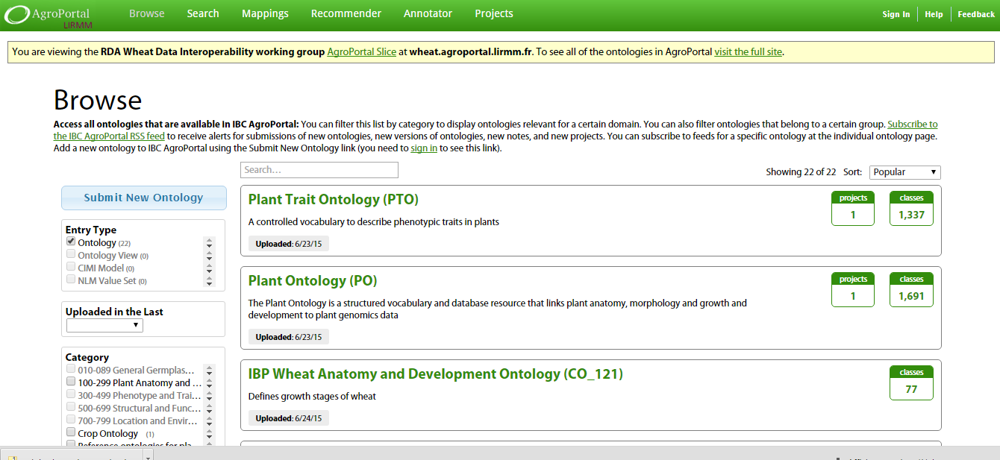 AgroPortal
LIRMM
Browse
Search
Mappings
Recommender
Annotator
Projects
Sign In
Help
Feedback
You are viewing the RDA Wheat Data Interoperability working group AgroPortal Slice at wheat.agroportal.lirmm.fr. To see all of the ontologies in AgroPortal visit the full site.
Browse
Access all ontologies that are available in IBC AgroPortal: You can filter this list by category to display ontologies relevant for a certain domain. You can also filter ontologies that belong to a certain group. Subscribe to
the IBC AgroPortal RSS feed to receive alerts for submissions of new ontologies, new versions of ontologies, new notes, and new projects. You can subscribe to feeds for a specific ontology at the individual ontology page.
Add a new ontology to IBC AgroPortal using the Submit New Ontology link (you need to sign in to see this link).
Search...
Showing 22 of 22
Sort:
Popular
Submit New Ontology
Entry Type
Ontology (22)
Ontology View (0)
CIMI Model (0)
NLM Value Set (0)
Uploaded in the Last
Category
010-089 General Germplas...
100-299 Plant Anatomy and ...
300-499 Phenotype and Trai...
500-699 Structural and Func...
700-799 Location and Envir...
Crop Ontology (1)
Reference ontologies for pla...
Plant Trait Ontology (PTO)
A controlled vocabulary to describe phenotypic traits in plants
Uploaded: 6/23/15
projects
1
classes
1,337
Plant Ontology (PO)
The Plant Ontology is a structured vocabulary and database resource that links plant anatomy, morphology and growth and
development to plant genomics data
Uploaded: 6/23/15
projects
1
classes
1,691
IBP Wheat Anatomy and Development Ontology (CO_121)
Defines growth stages of wheat
Uploaded: 6/24/15
classes
77